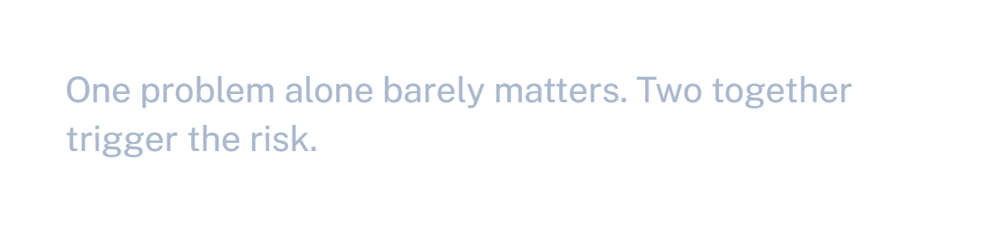 One problem alone barely matters. Two together
trigger the risk.